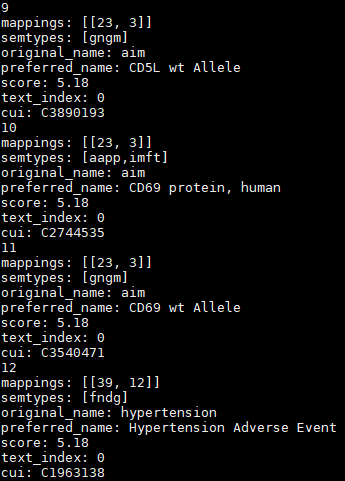 9
mappings: [[23, 3]]
semtypes: [gngm]
original_name: aim
preferred_name: CD5L wt Allele
score: 5.18
text_index: 0
cui: C3890193
10
mappings: [[23, 3]]
semtypes: [aapp,imft]
original_name: aim
preferred_name: CD69 protein, human
score: 5.18
text_index: 0
cui: C2744535
11
mappings: [[23, 3]]
semtypes: [gngm]
original_name: aim
preferred_name: CD69 wt Allele
score: 5.18
text_index: 0
cui: C3540471
12
mappings: [[39, 12]]
semtypes: [fndg]
original_name: hypertension
preferred_name: Hypertension Adverse Event
score: 5.18
text_index: 0
cui: C1963138